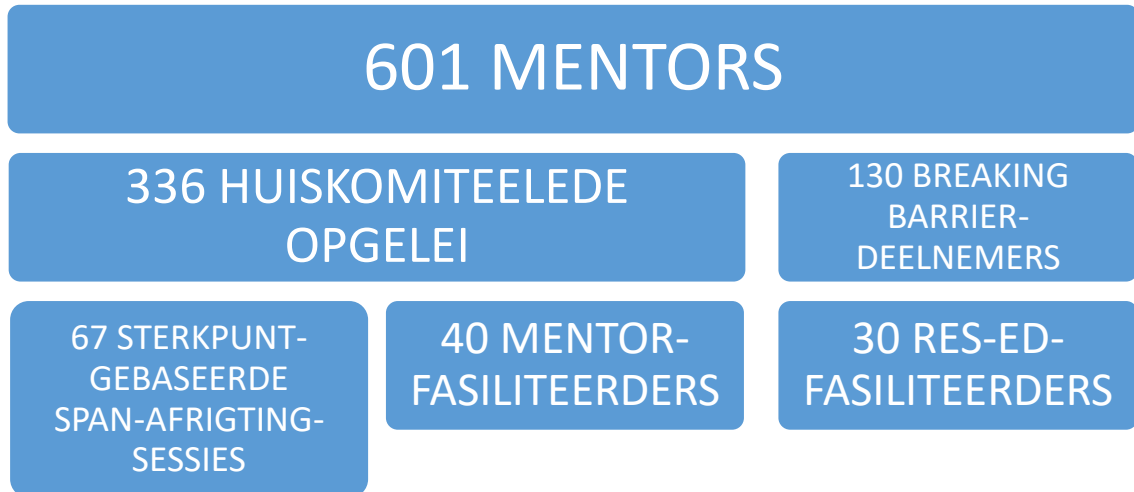 601 MENTORS
336 HUISKOMITEELEDE
OPGELEI
130 BREAKING
BARRIER-
DEELNEMERS
67 STERKPUNT-
GEBASEERDE
SPAN-AFRIGTING-
SESSIES
40 MENTOR-
FASILITEERDERS
30 RES-ED-
FASILITEERDERS